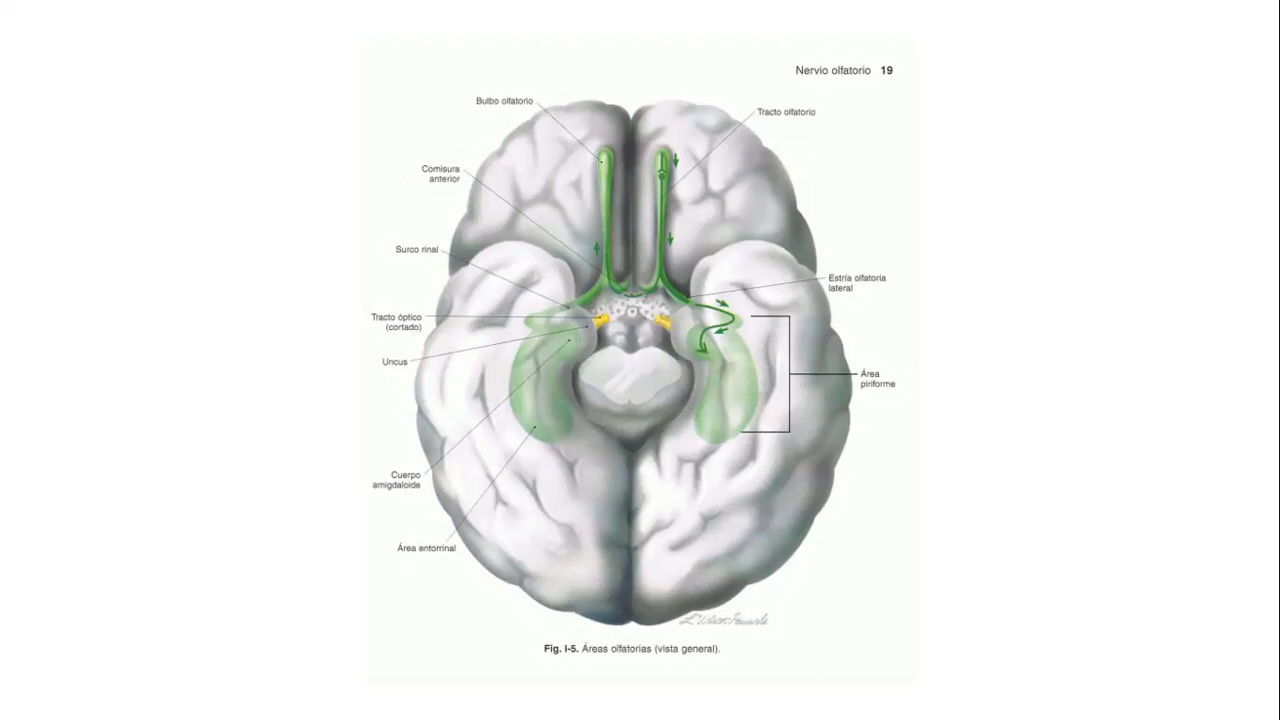 Nervio olfatorio 19
Bulbo olfatorio
Tracto olfatorio
Comisura
anterior
Surco rinal
Estría olfatoria
lateral
Tracto óptico
(cortado)
Uncus
Área
piriforme
Cuerpo
amigdaloide
Área entorrinal
Fig. I-5. Áreas olfatorias (vista general).